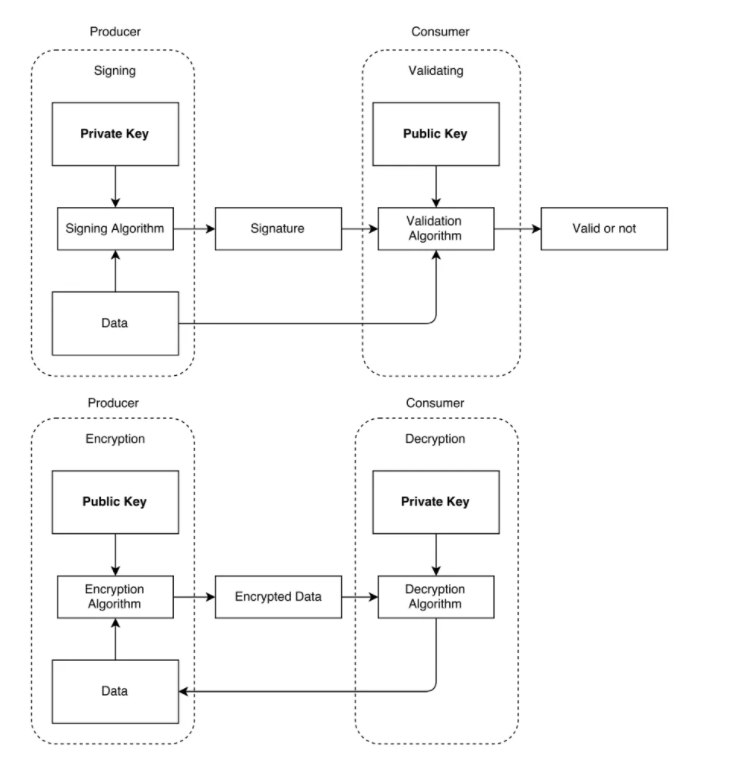 Producer
Consumer
Signing
Validating
Private Key
Public Key
Signing Algorithm
Signature
Validation
Algorithm
Valid or not
Data
Producer
Consumer
Encryption
Decryption
Public Key
Private Key
Encryption
Algorithm
Encrypted Data
Decryption
Algorithm
Data